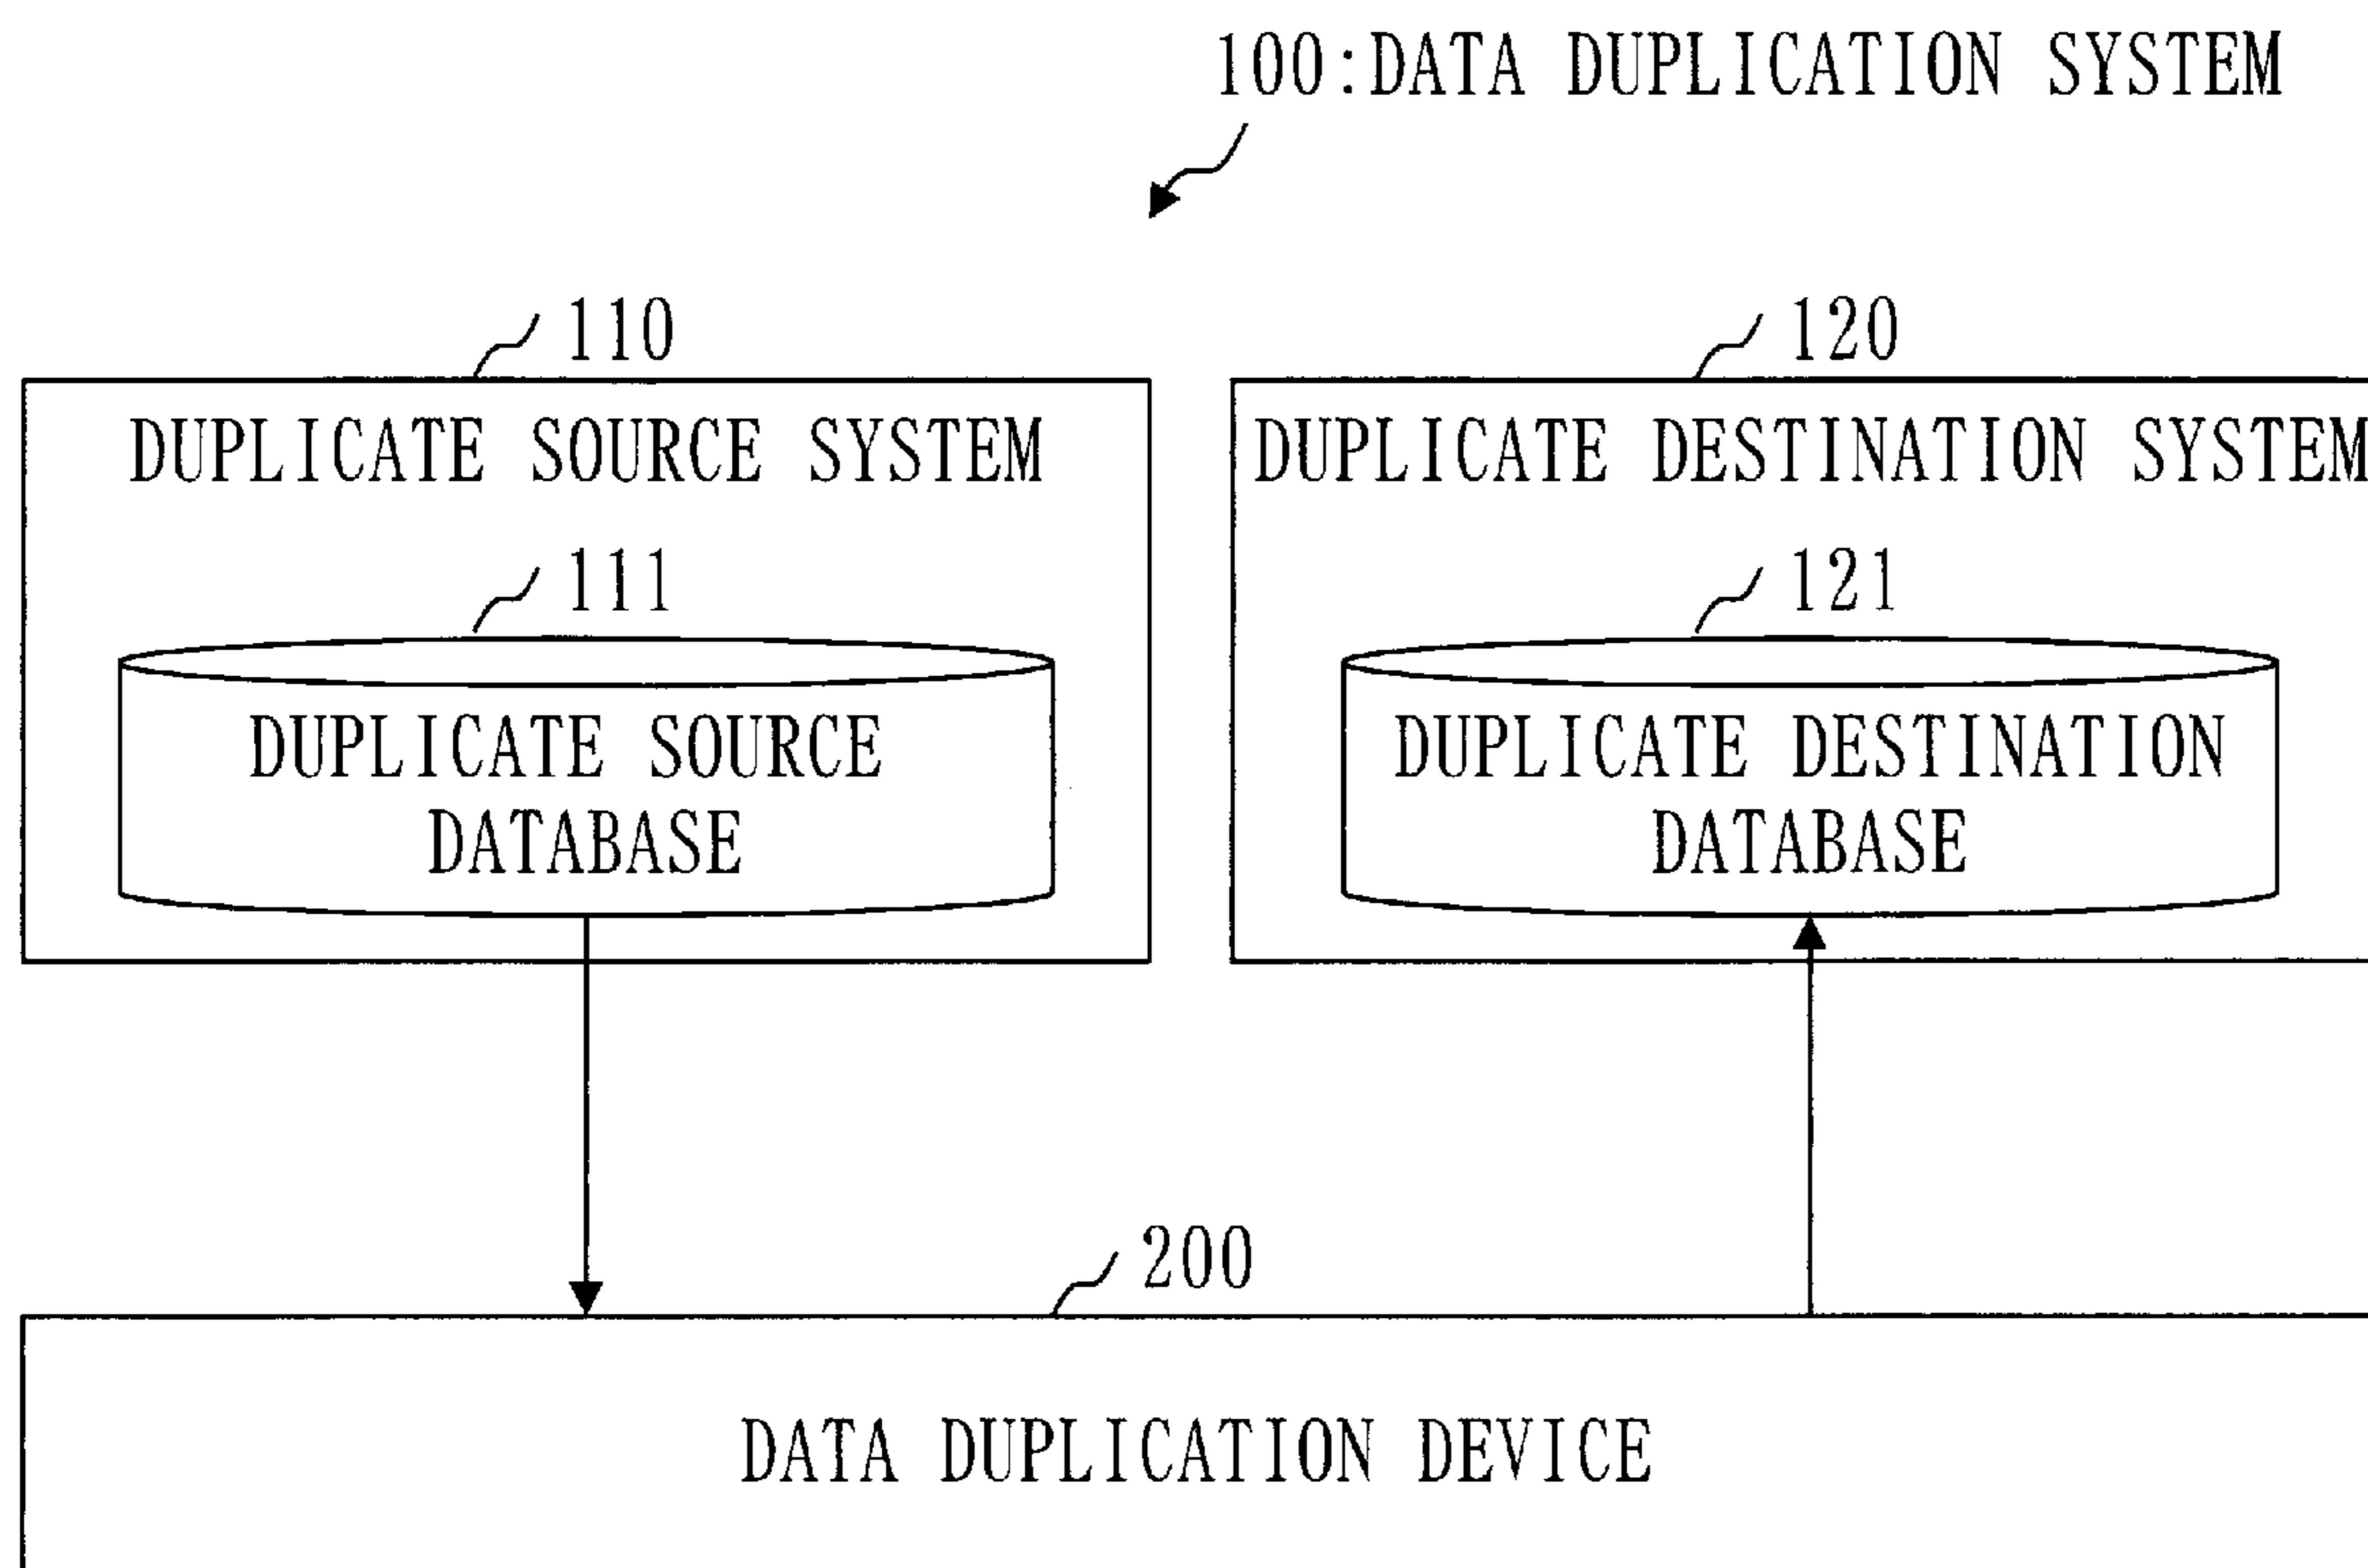 100:DATA DUPLICATION SYSTEM
110
DUPLICATE SOURCE SYSTEM
111
DUPLICATE SOURCE
DATABASE
120
DUPLICATE DESTINATION SYSTEM
121
DUPLICATE DESTINATION
DATABASE
200
DATA DUPLICATION DEVICE